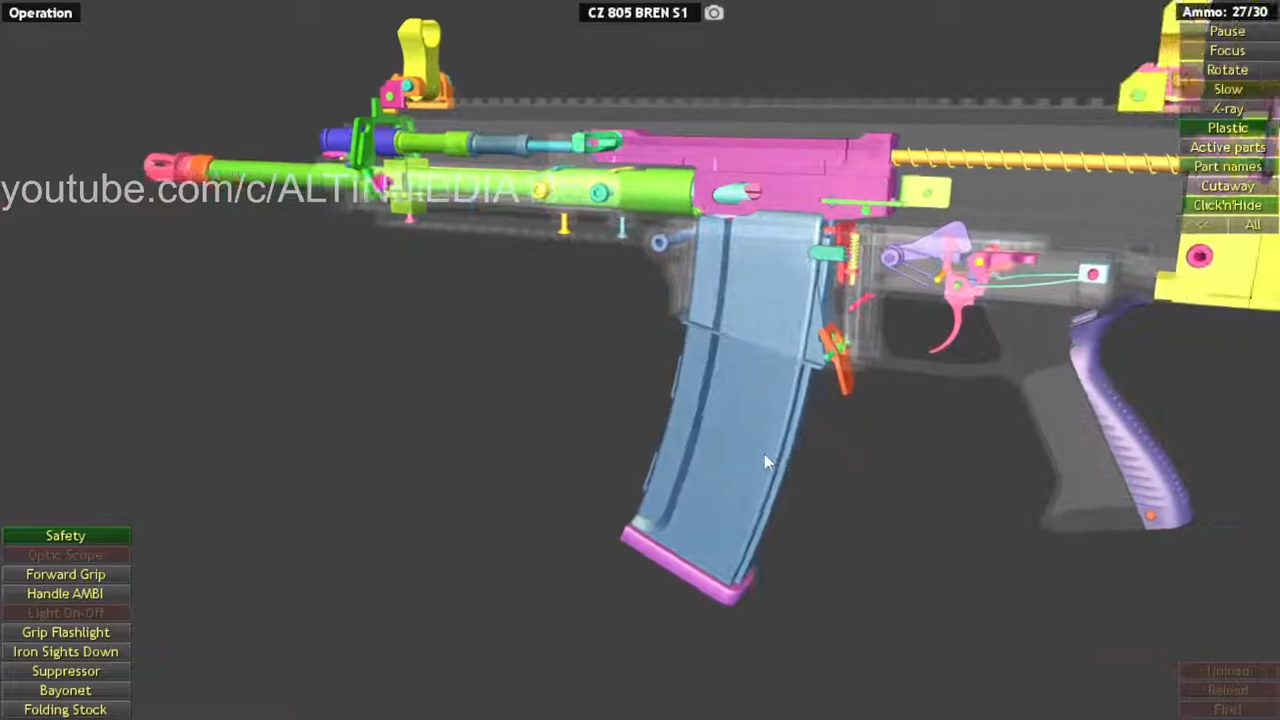 Operation
CZ 805 BREN S1
Ammo: 27/30
Pause
Focus
Rotate
Slow
X-ray
Plastic
Active parts
Part names
Cutaway
Click'n'Hide
All
youtube.com/c/ALTINMEDIA
Safety
Optic Scope
Forward Grip
Handle AMBI
Light On-Off
Grip Flashlight
Iron Sights Down
Suppressor
Bayonet
Folding Stock
Unload
Reload
Fire!